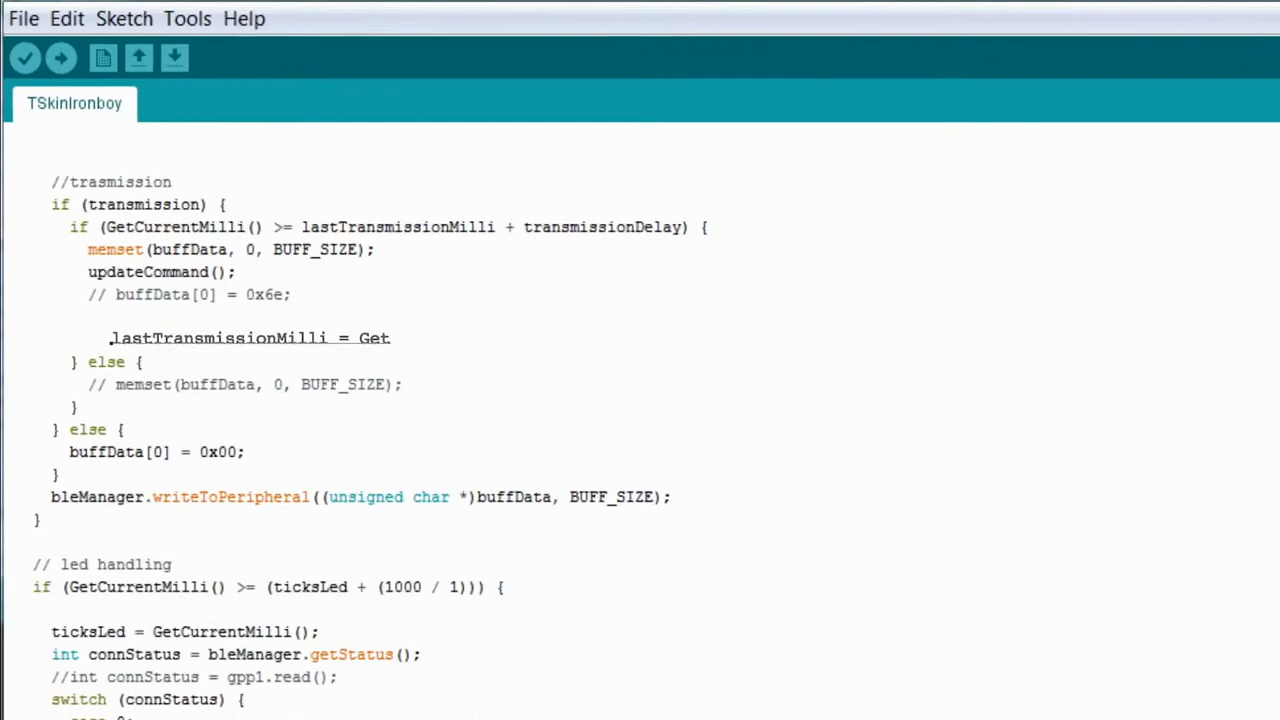 File Edit Sketch Tools Help
TSkinIronboy
//trasmission
if (transmission) {
if (GetCurrentMilli() >= lastTransmissionMilli + transmissionDelay) {
memset(buffData, 0, BUFF_SIZE);
updateCommand();
// buffData[0] = 0x6e;
lastTransmissionMilli = Get
} else {
// memset(buffData, 0, BUFF_SIZE);
}
} else {
buffData[0] = 0x00;
}
bleManager.writeToPeripheral((unsigned char *)buffData, BUFF_SIZE);
}
// led handling
if (GetCurrentMilli() >= (ticksLed + (1000 / 1))) {
ticksLed = GetCurrentMilli();
int connStatus = bleManager.getStatus();
//int connStatus = gpp1.read();
switch (connStatus) {
case 0: